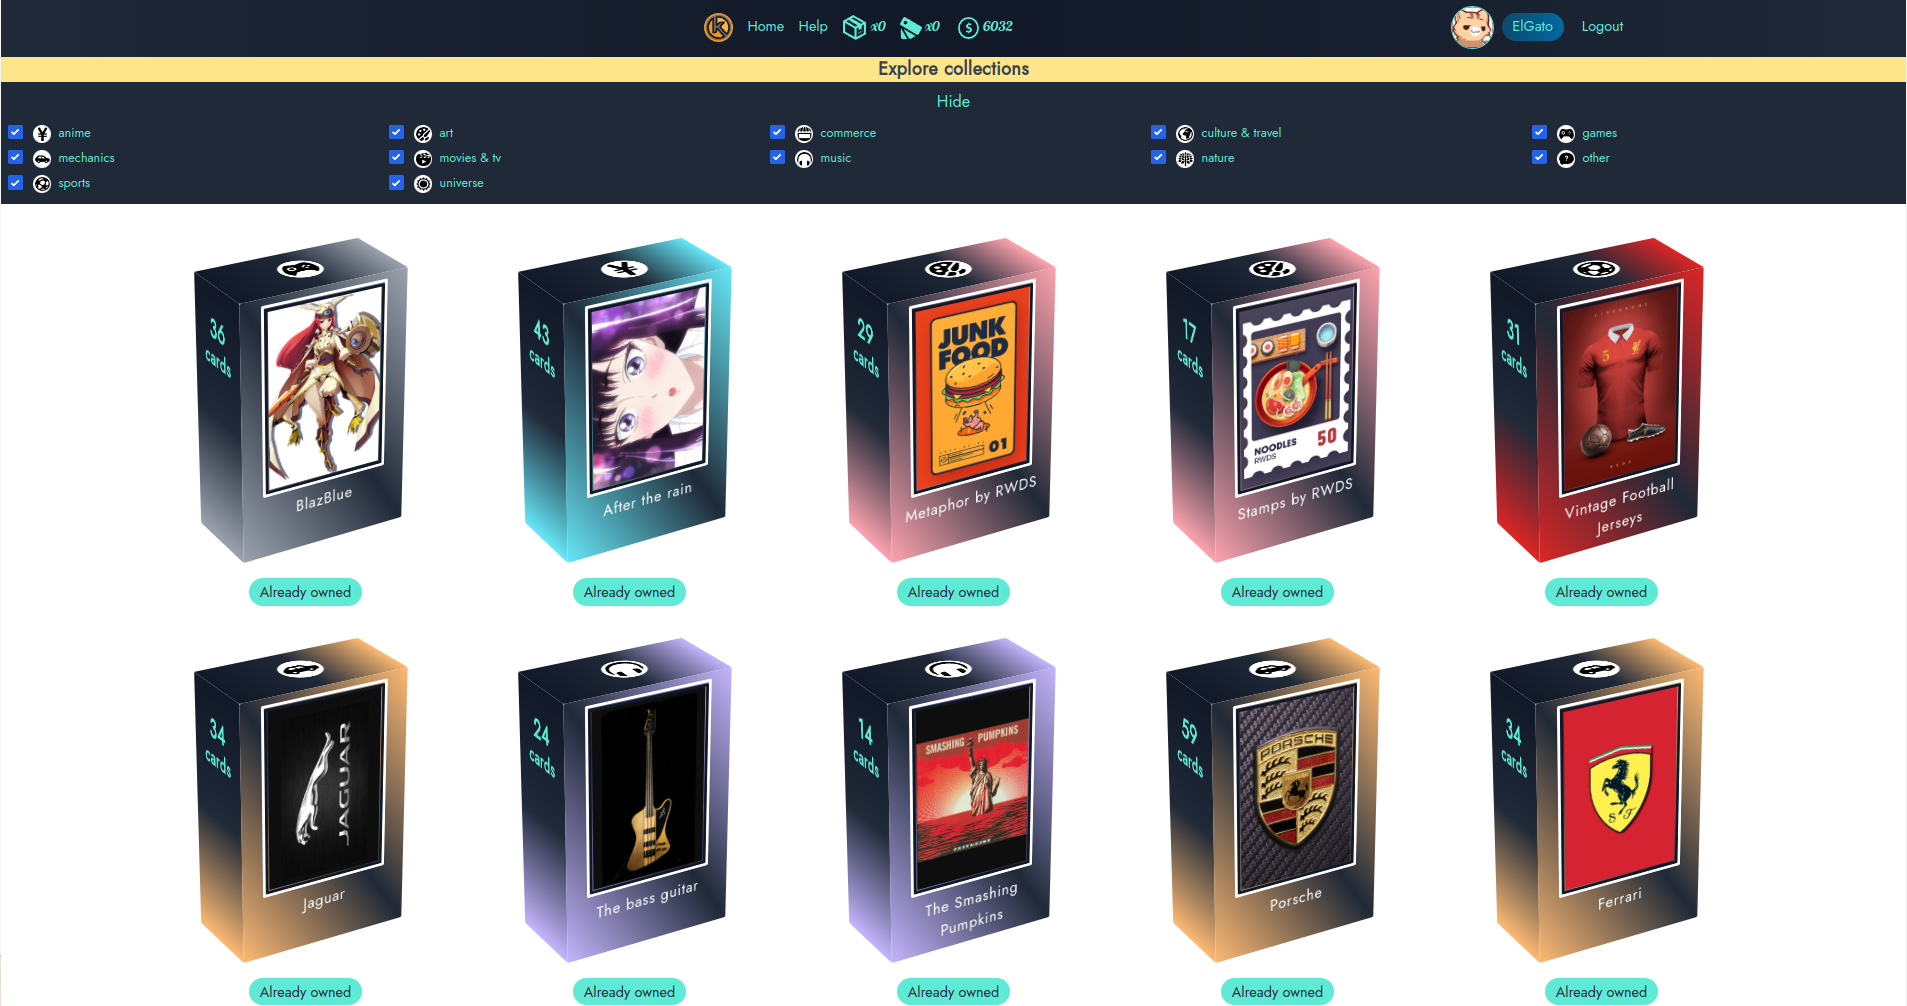 Home Help x0 x0 6032 ElGato Logout
Explore collections
Hide
anime art commerce culture & travel games
mechanics movies & tv music nature other
sports universe
36 cards
BlazBlue
43 cards
After the rain
29 cards
JUNK FOOD
01
Metaphor by RWDS
17 cards
NOODLES 50
RWDS
Stamps by RWDS
31 cards
LIVERPOOL
5
Vintage Football
Jerseys
Already owned Already owned Already owned Already owned Already owned
34 cards
JAGUAR
Jaguar
24 cards
The bass guitar
14 cards
SMASHING PUMPKINS
ZEITGEIST
The Smashing
Pumpkins
59 cards
PORSCHE
Porsche
34 cards
S F
Ferrari
Already owned Already owned Already owned Already owned Already owned